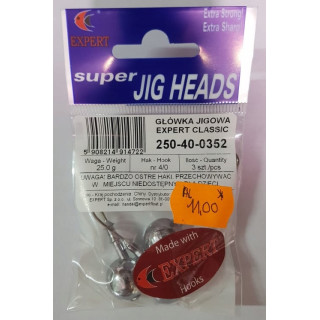 Extra Strong!
Extra Sharp!
EXPERT
super JIG HEADS
GŁÓWKA JIGOWA
EXPERT CLASSIC
250-40-0352
5 908214 914722
Waga - Weight
25.0 g
Hak - Hook
nr 4/0
Ilość - Quantity
3 szt./pcs
UWAGA! BARDZO OSTRE HAKI. PRZECHOWYWAĆ
W MIEJSCU NIEDOSTĘPNYM
11,00
Made with
EXPERT
Hooks